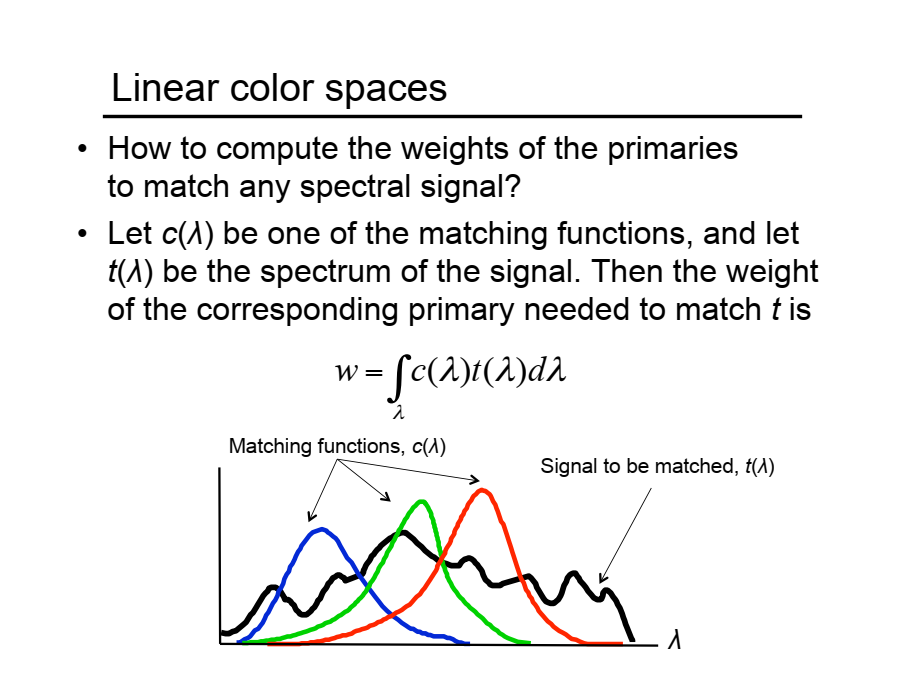 Linear color spaces
• How to compute the weights of the primaries
to match any spectral signal?
• Let c(λ) be one of the matching functions, and let
t(λ) be the spectrum of the signal. Then the weight
of the corresponding primary needed to match t is
w = ∫c(λ)t(λ)dλ
λ
Matching functions, c(λ)
Signal to be matched, t(λ)
λ